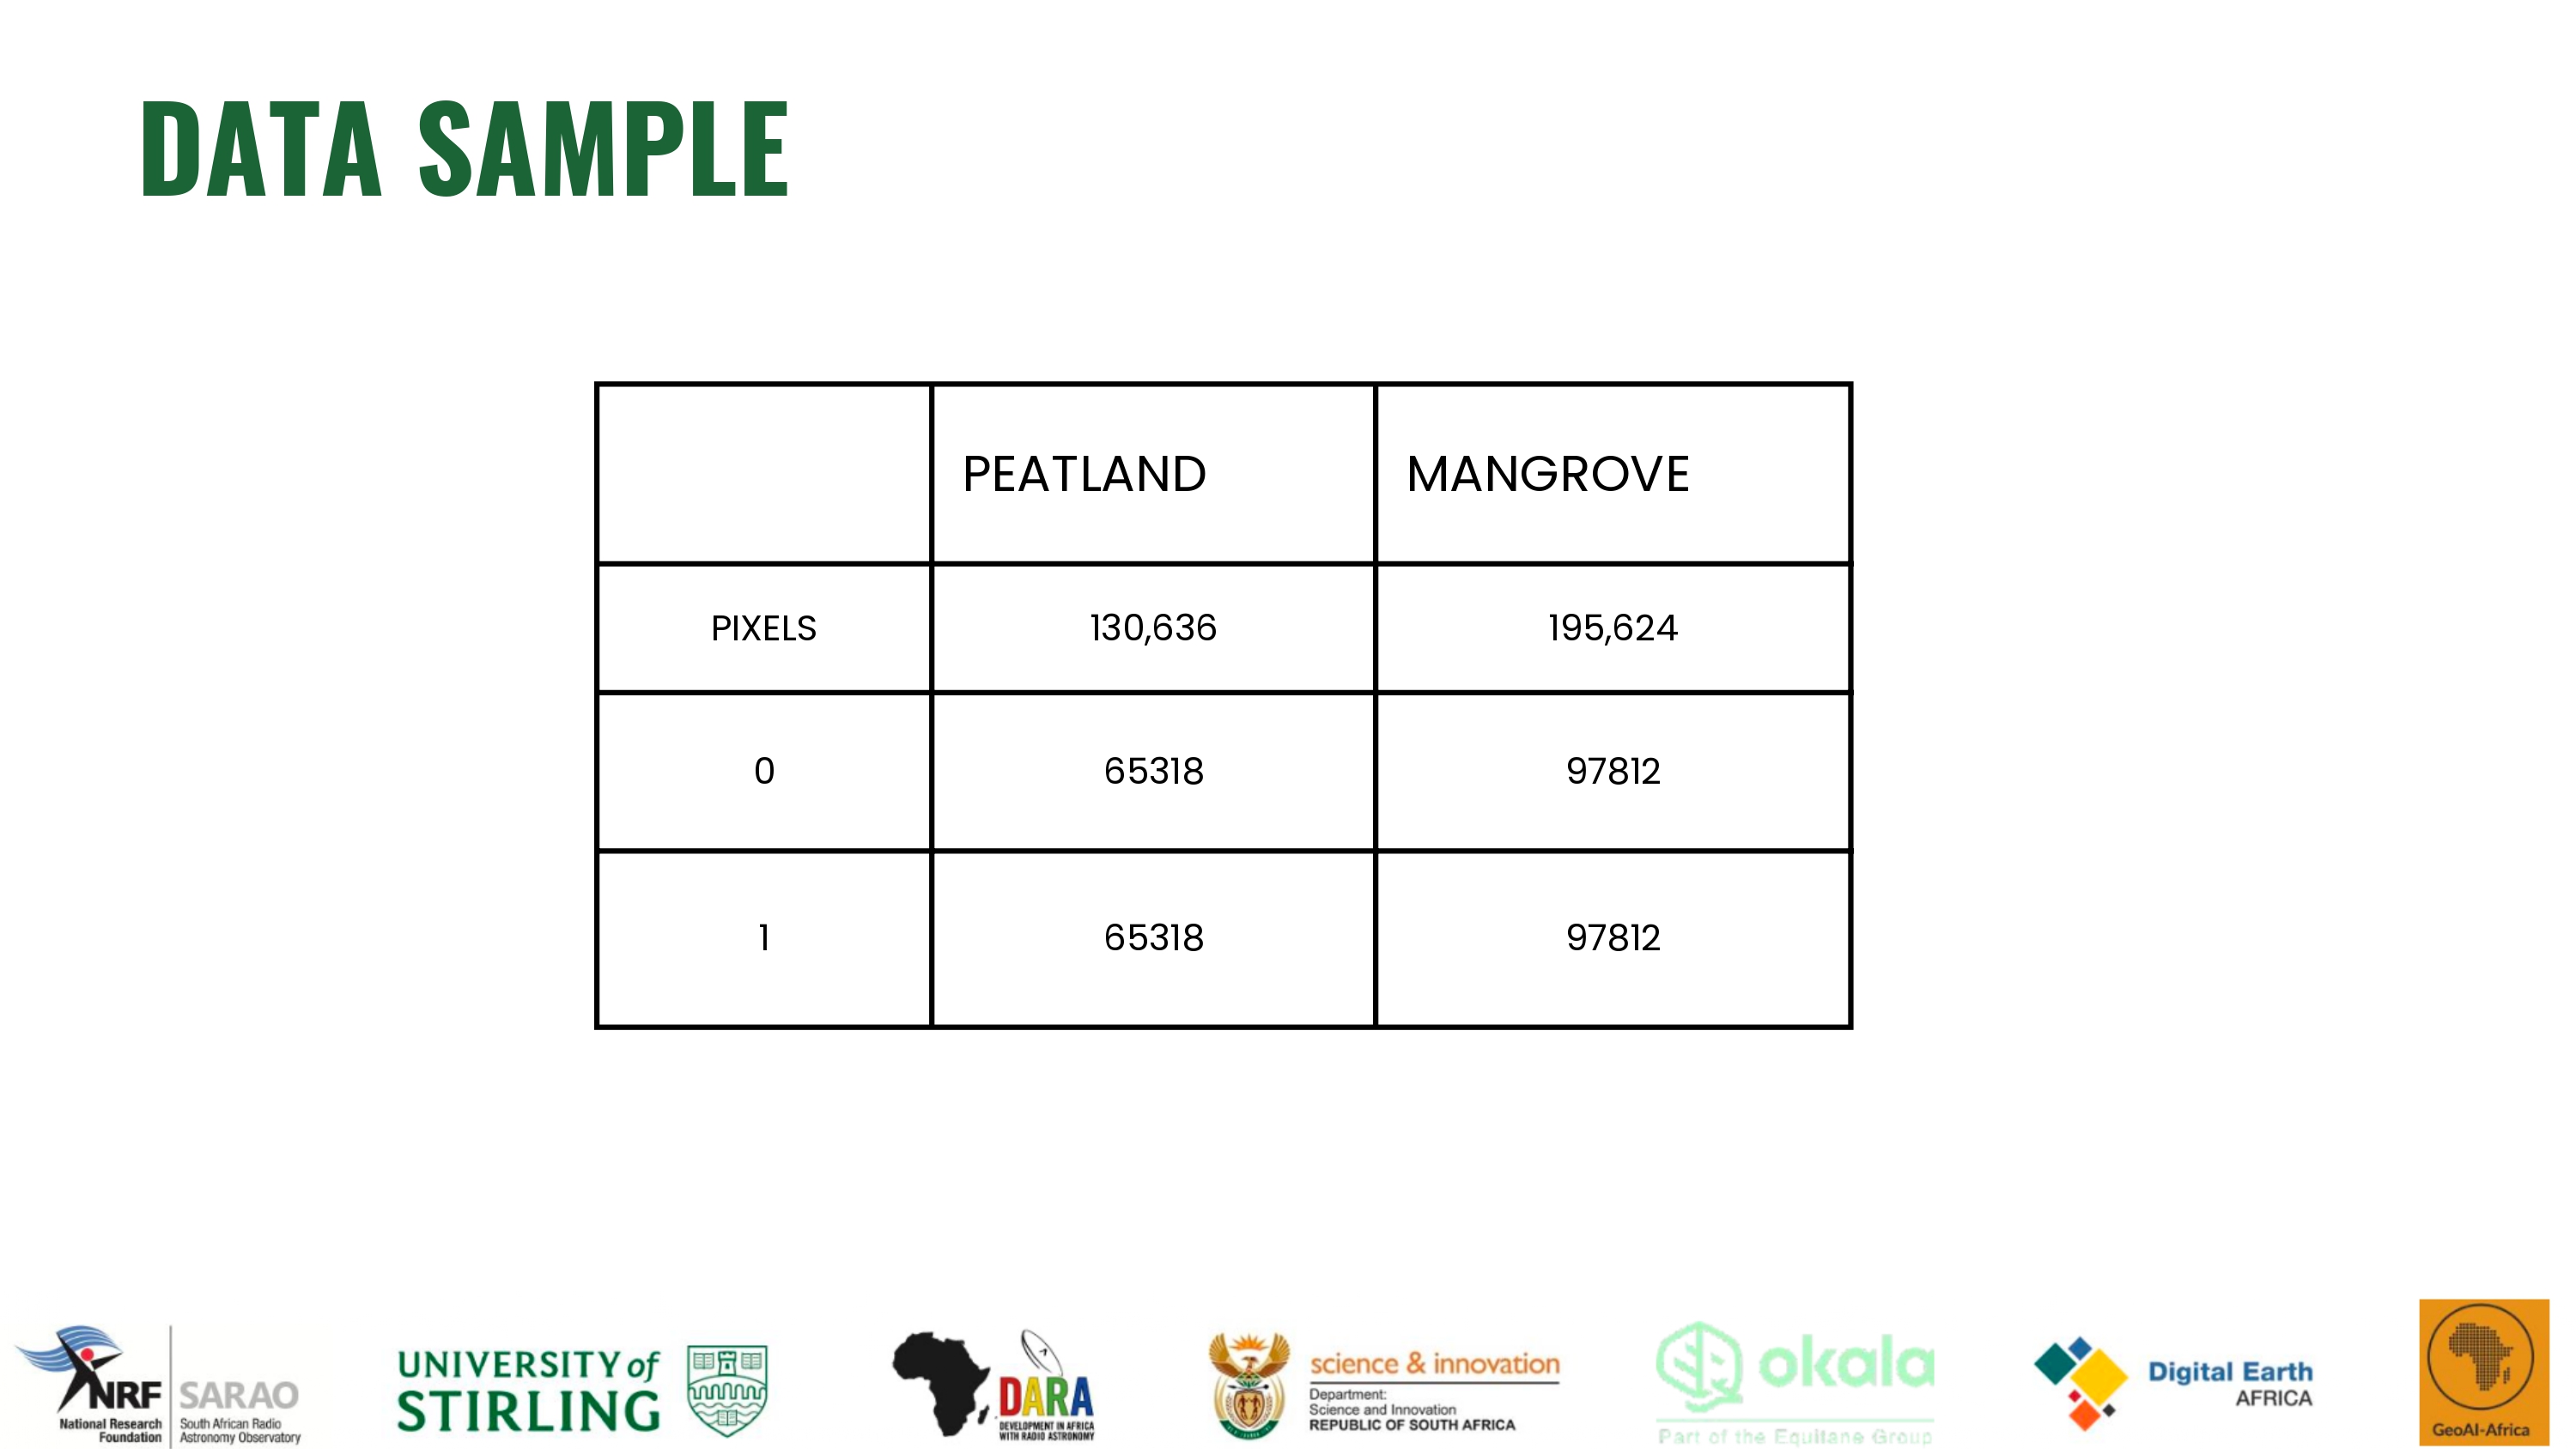 DATA SAMPLE
PEATLAND MANGROVE
PIXELS 130,636 195,624
0 65318 97812
1 65318 97812
NRF SARAO
National Research Foundation
South African Radio Astronomy Observatory
UNIVERSITY of
STIRLING
DARA
DEVELOPMENT IN AFRICA
WITH RADIO ASTRONOMY
science & innovation
Department:
Science and Innovation
REPUBLIC OF SOUTH AFRICA
okala
Part of the Equitane Group
Digital Earth
AFRICA
GeoAI-Africa